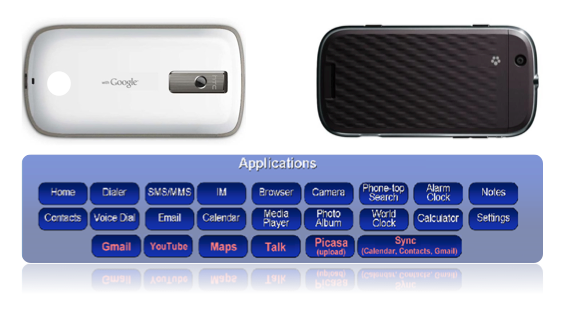 with Google
Applications
Home Dialer SMS/MMS IM Browser Camera Phone-top Search Alarm Clock Notes
Contacts Voice Dial Email Calendar Media Player Photo Album World Clock Calculator Settings
Gmail YouTube Maps Talk Picasa (upload) Sync (Calendar, Contacts, Gmail)